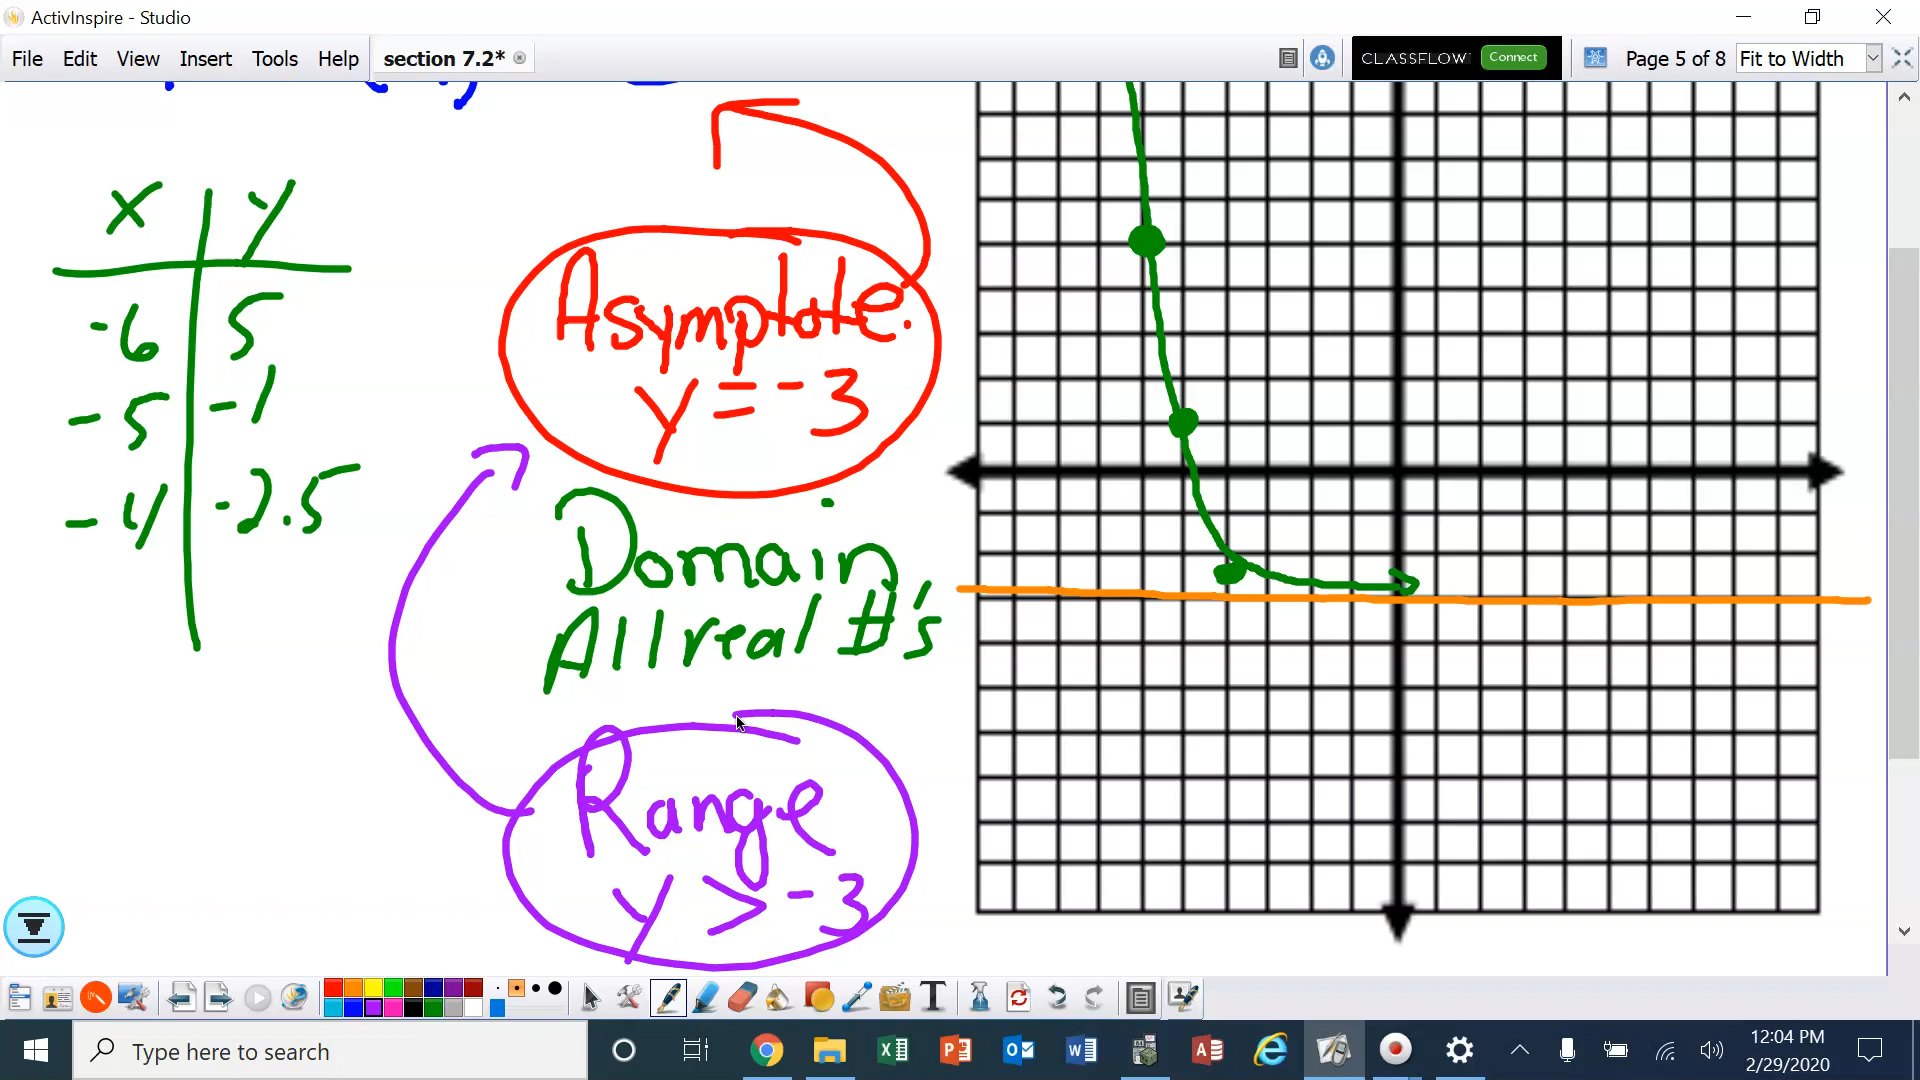 ActivInspire - Studio
File Edit View Insert Tools Help section 7.2*
CLASSFLOW Connect
Page 5 of 8 Fit to Width
x y
-6 5
-5 -1
-4 -2.5
Asymptote:
y = -3
Domain
All real #'s
Range
y > -3
Type here to search
12:04 PM
2/29/2020